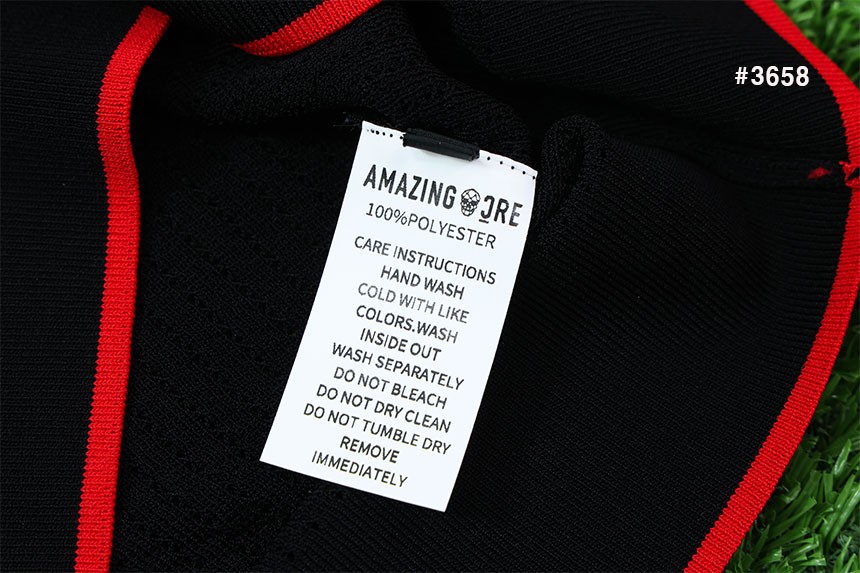 #3658
AMAZING CRE
100%POLYESTER
CARE INSTRUCTIONS
HAND WASH
COLD WITH LIKE
COLORS.WASH
INSIDE OUT
WASH SEPARATELY
DO NOT BLEACH
DO NOT DRY CLEAN
DO NOT TUMBLE DRY
REMOVE
IMMEDIATELY